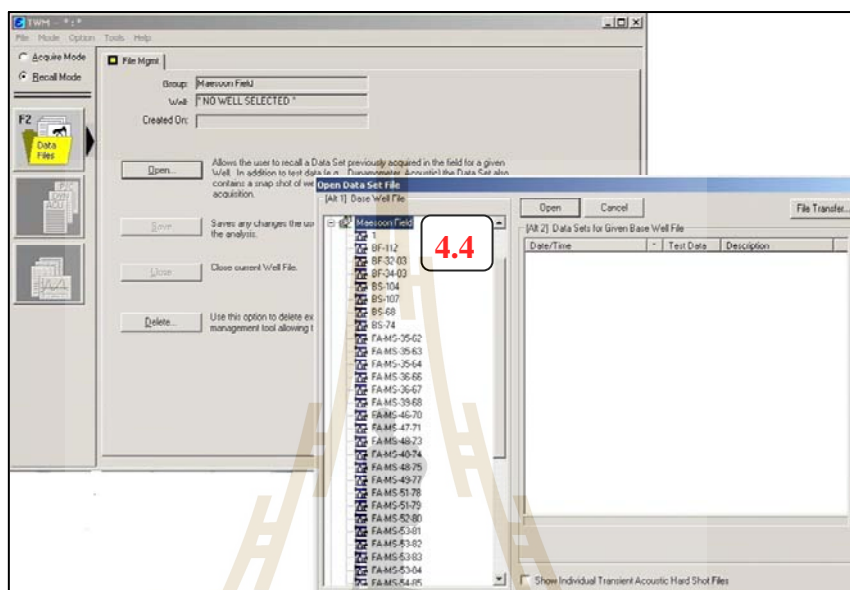 TWM - *:*
File Mode Option Tools Help
Acquire Mode
Recall Mode
File Mgmt
Group: Maesoon Field
Well: * NO WELL SELECTED *
Created On:
F2
Data
Files
Open...
Allows the user to recall a Data Set previously acquired in the field for a given
Well. In addition to test data (e.g., Dynamometer, Acoustic) the Data Set also
contains a snap shot of we
acquisition.
Save
Saves any changes the us
the analysis.
Close
Close current Well File.
Delete...
Use this option to delete ex
management tool allowing t
Open Data Set File
[Alt 1] Base Well File
Maesoon Field
1
BF-112
BF-32-03
BF-34-03
BS-104
BS-107
BS-68
BS-74
FA-MS-35-62
FA-MS-35-63
FA-MS-35-64
FA-MS-36-66
FA-MS-36-67
FA-MS-39-68
FA-MS-46-70
FA-MS-47-71
FA-MS-48-73
FA-MS-48-74
FA-MS-48-75
FA-MS-49-77
FA-MS-51-78
FA-MS-51-79
FA-MS-52-80
FA-MS-53-81
FA-MS-53-82
FA-MS-53-83
FA-MS-53-84
FA-MS-54-85
4.4
Open Cancel File Transfer...
[Alt 2] Data Sets for Given Base Well File
Date/Time - Test Data Description
Show Individual Transient Acoustic Hard Shot Files